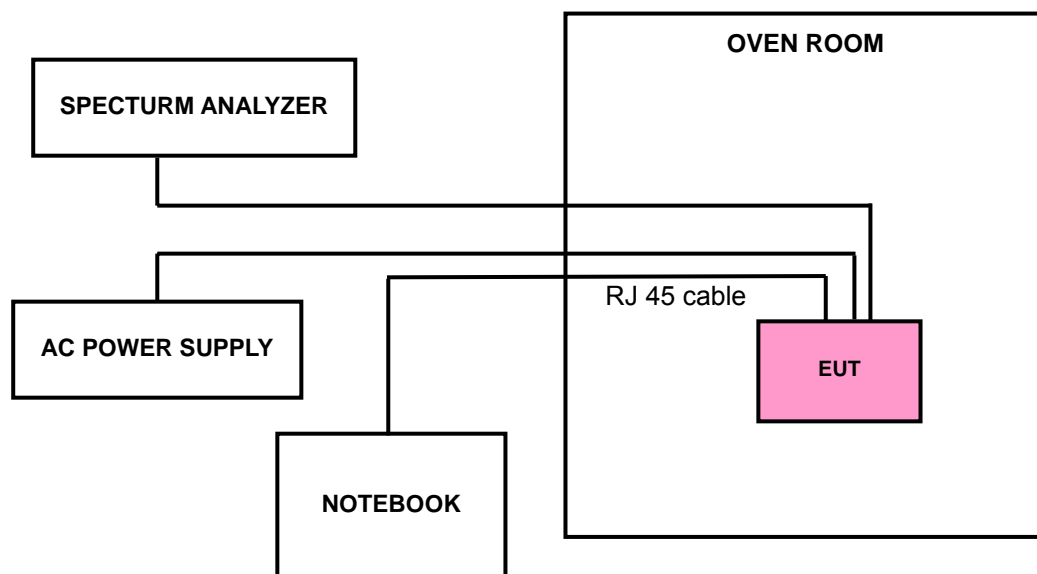 OVEN ROOM
SPECTURM ANALYZER
RJ 45 cable
AC POWER SUPPLY
EUT
NOTEBOOK